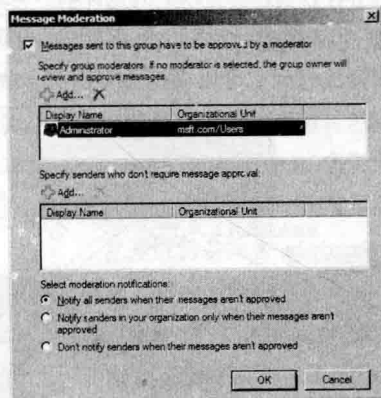 Message Moderation
Messages sent to this group have to be approved by a moderator
Specify group moderators. If no moderator is selected, the group owner will
review and approve messages.
Add...
Display Name Organizational Unit
Administrator msft.com/Users
Specify senders who don't require message approval:
Add...
Display Name Organizational Unit
Select moderation notifications:
Notify all senders when their messages aren't approved
Notify senders in your organization only when their messages aren't
approved
Don't notify senders when their messages aren't approved
OK Cancel